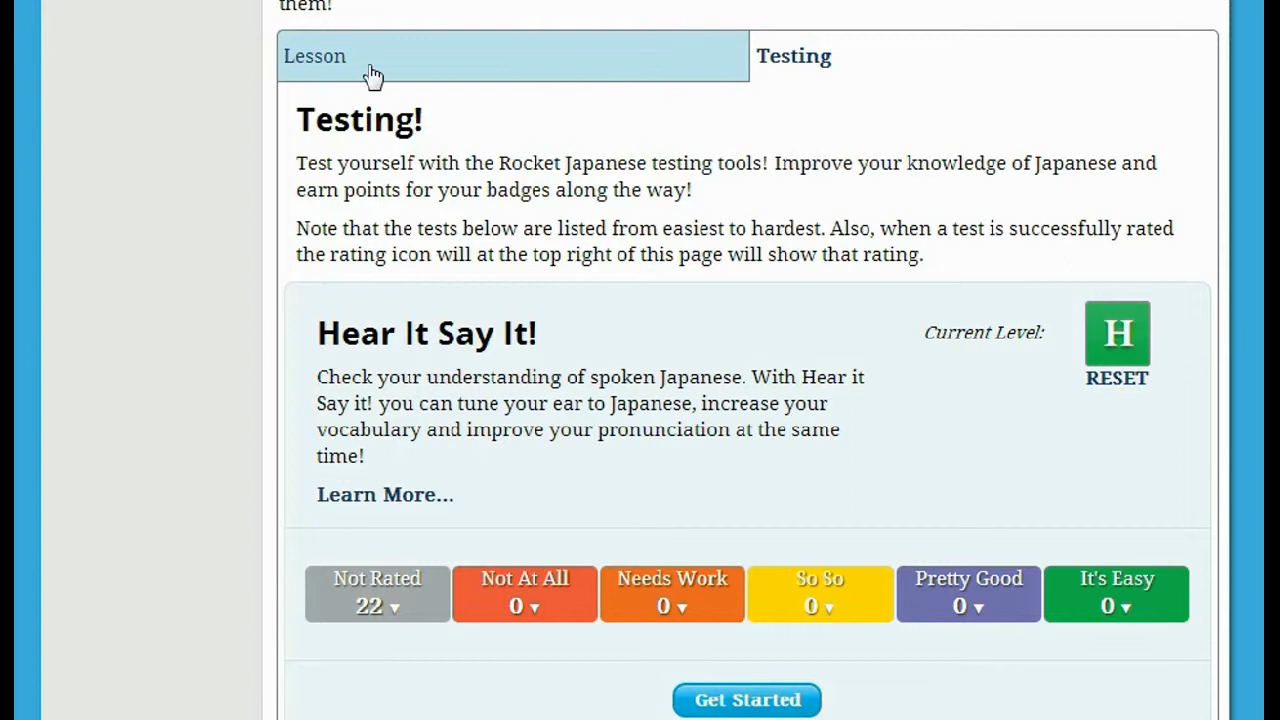 them!
Lesson
Testing
Testing!
Test yourself with the Rocket Japanese testing tools! Improve your knowledge of Japanese and
earn points for your badges along the way!
Note that the tests below are listed from easiest to hardest. Also, when a test is successfully rated
the rating icon will at the top right of this page will show that rating.
Hear It Say It!
Current Level:
H
RESET
Check your understanding of spoken Japanese. With Hear it
Say it! you can tune your ear to Japanese, increase your
vocabulary and improve your pronunciation at the same
time!
Learn More...
Not Rated
22
Not At All
0
Needs Work
0
So So
0
Pretty Good
0
It's Easy
0
Get Started